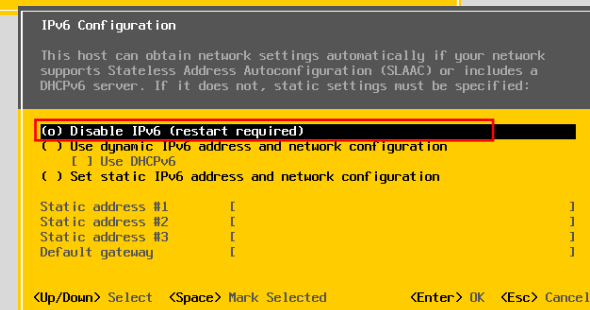 IPv6 Configuration
This host can obtain network settings automatically if your network
supports Stateless Address Autoconfiguration (SLAAC) or includes a
DHCPv6 server. If it does not, static settings must be specified:
(o) Disable IPv6 (restart required)
( ) Use dynamic IPv6 address and network configuration
[ ] Use DHCPv6
( ) Set static IPv6 address and network configuration
Static address #1 [ ]
Static address #2 [ ]
Static address #3 [ ]
Default gateway [ ]
<Up/Down> Select <Space> Mark Selected <Enter> OK <Esc> Cancel